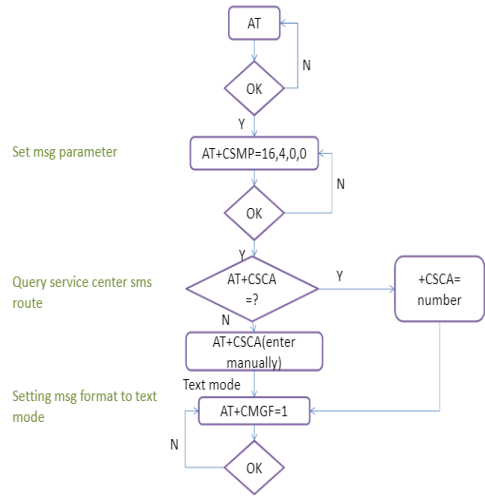 AT
N
OK
Y
Set msg parameter
AT+CSMP=16,4,0,0
N
OK
Y
Query service center sms
route
AT+CSCA
=?
Y
+CSCA=
number
N
AT+CSCA(enter
manually)
Text mode
Setting msg format to text
mode
AT+CMGF=1
N
OK